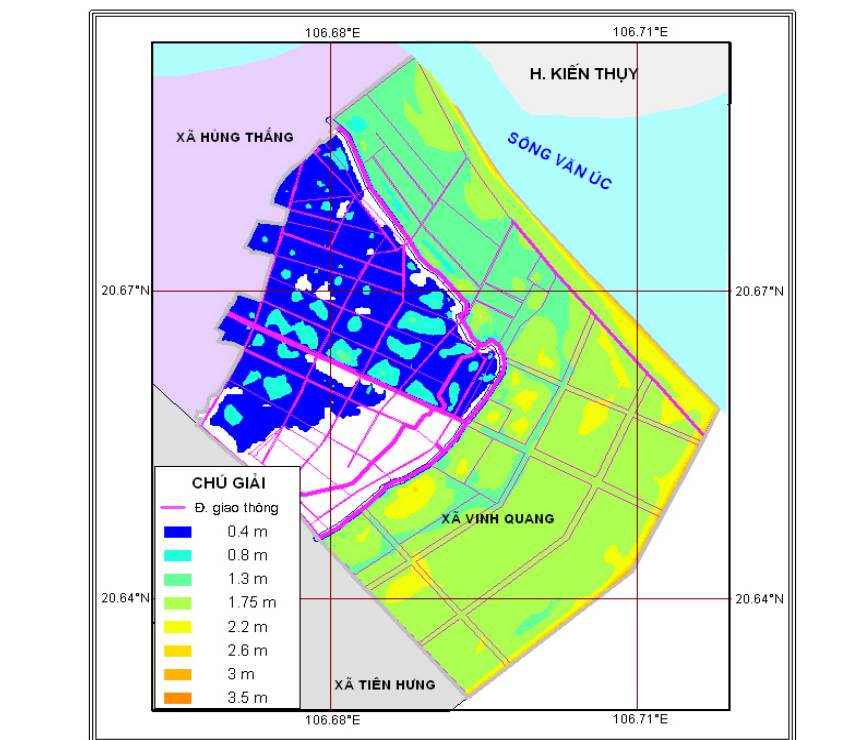 106.68°E
106.71°E
H. KIẾN THỤY
XÃ HÙNG THẮNG
SÔNG VĂN ÚC
20.67°N
20.67°N
CHÚ GIẢI
Đ. giao thông
0.4 m
0.8 m
1.3 m
1.75 m
2.2 m
2.6 m
3 m
3.5 m
XÃ VINH QUANG
20.64°N
20.64°N
XÃ TIÊN HƯNG
106.68°E
106.71°E